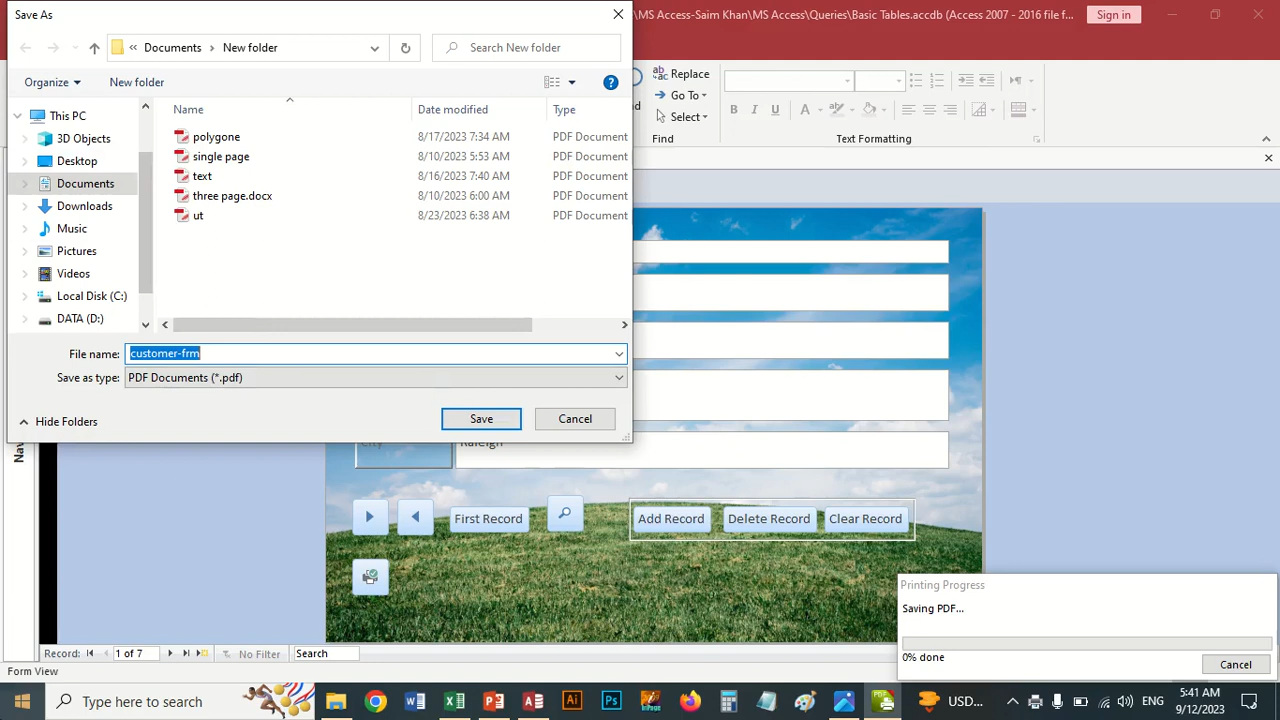 Save As
\MS Access-Saim Khan\MS Access\Queries\Basic Tables.accdb (Access 2007 - 2016 file f...
Sign in
« Documents › New folder
Search New folder
Organize
New folder
Replace
Go To
Select
Find
Text Formatting
Name
Date modified
Type
This PC
3D Objects
Desktop
Documents
Downloads
Music
Pictures
Videos
Local Disk (C:)
DATA (D:)
polygone 8/17/2023 7:34 AM PDF Document
single page 8/10/2023 5:53 AM PDF Document
text 8/16/2023 7:40 AM PDF Document
three page.docx 8/10/2023 6:00 AM PDF Document
ut 8/23/2023 6:38 AM PDF Document
File name: customer-frm
Save as type: PDF Documents (*.pdf)
Hide Folders
Save
Cancel
City
Raleigh
First Record
Add Record
Delete Record
Clear Record
Printing Progress
Saving PDF...
0% done
Cancel
Record: 1 of 7
No Filter
Search
Form View
Type here to search
USD...
ENG
5:41 AM
9/12/2023